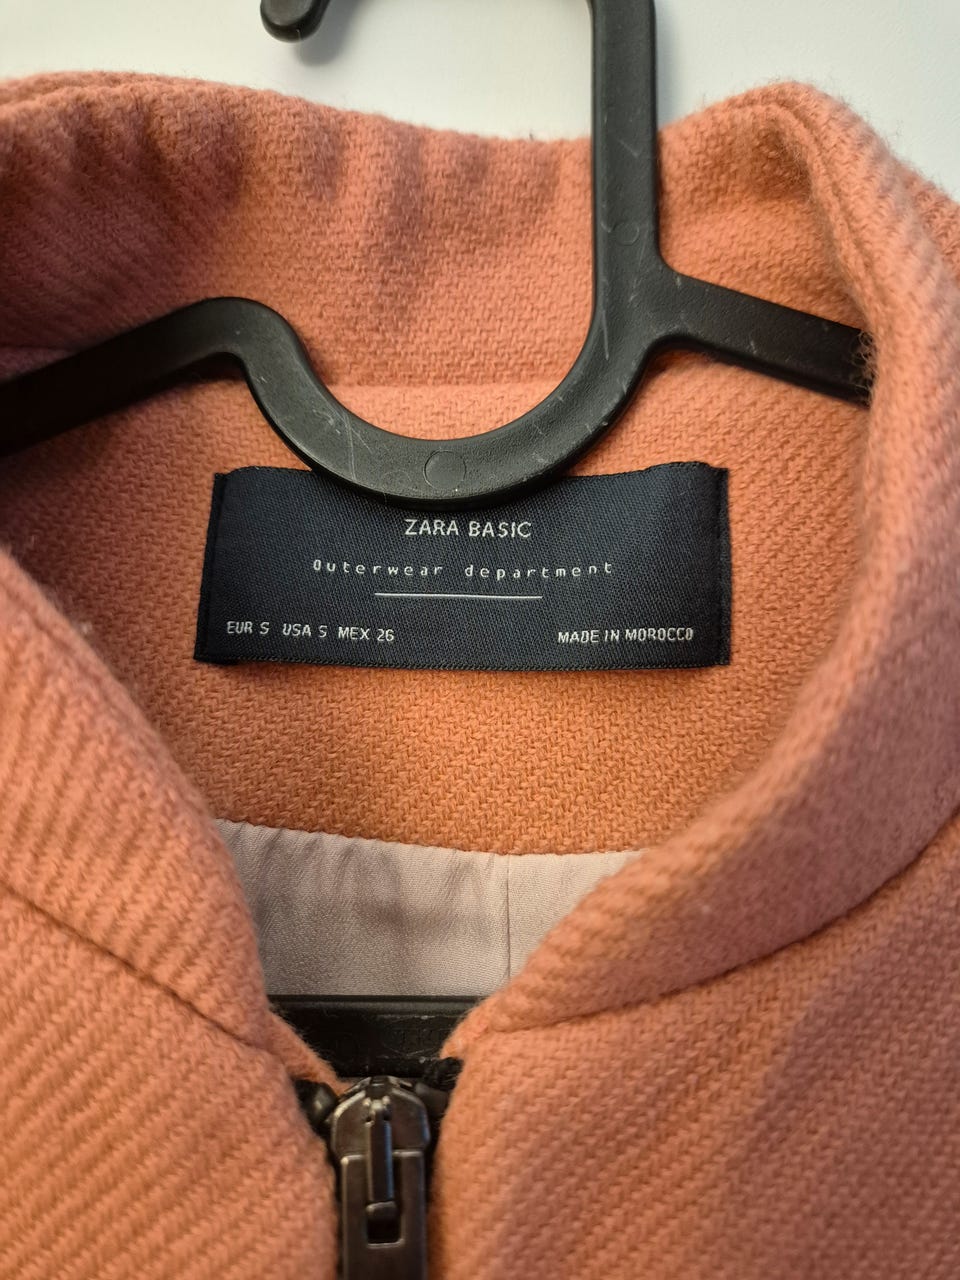 ZARA BASIC
Outerwear department
EUR S USA S MEX 26
MADE IN MOROCCO